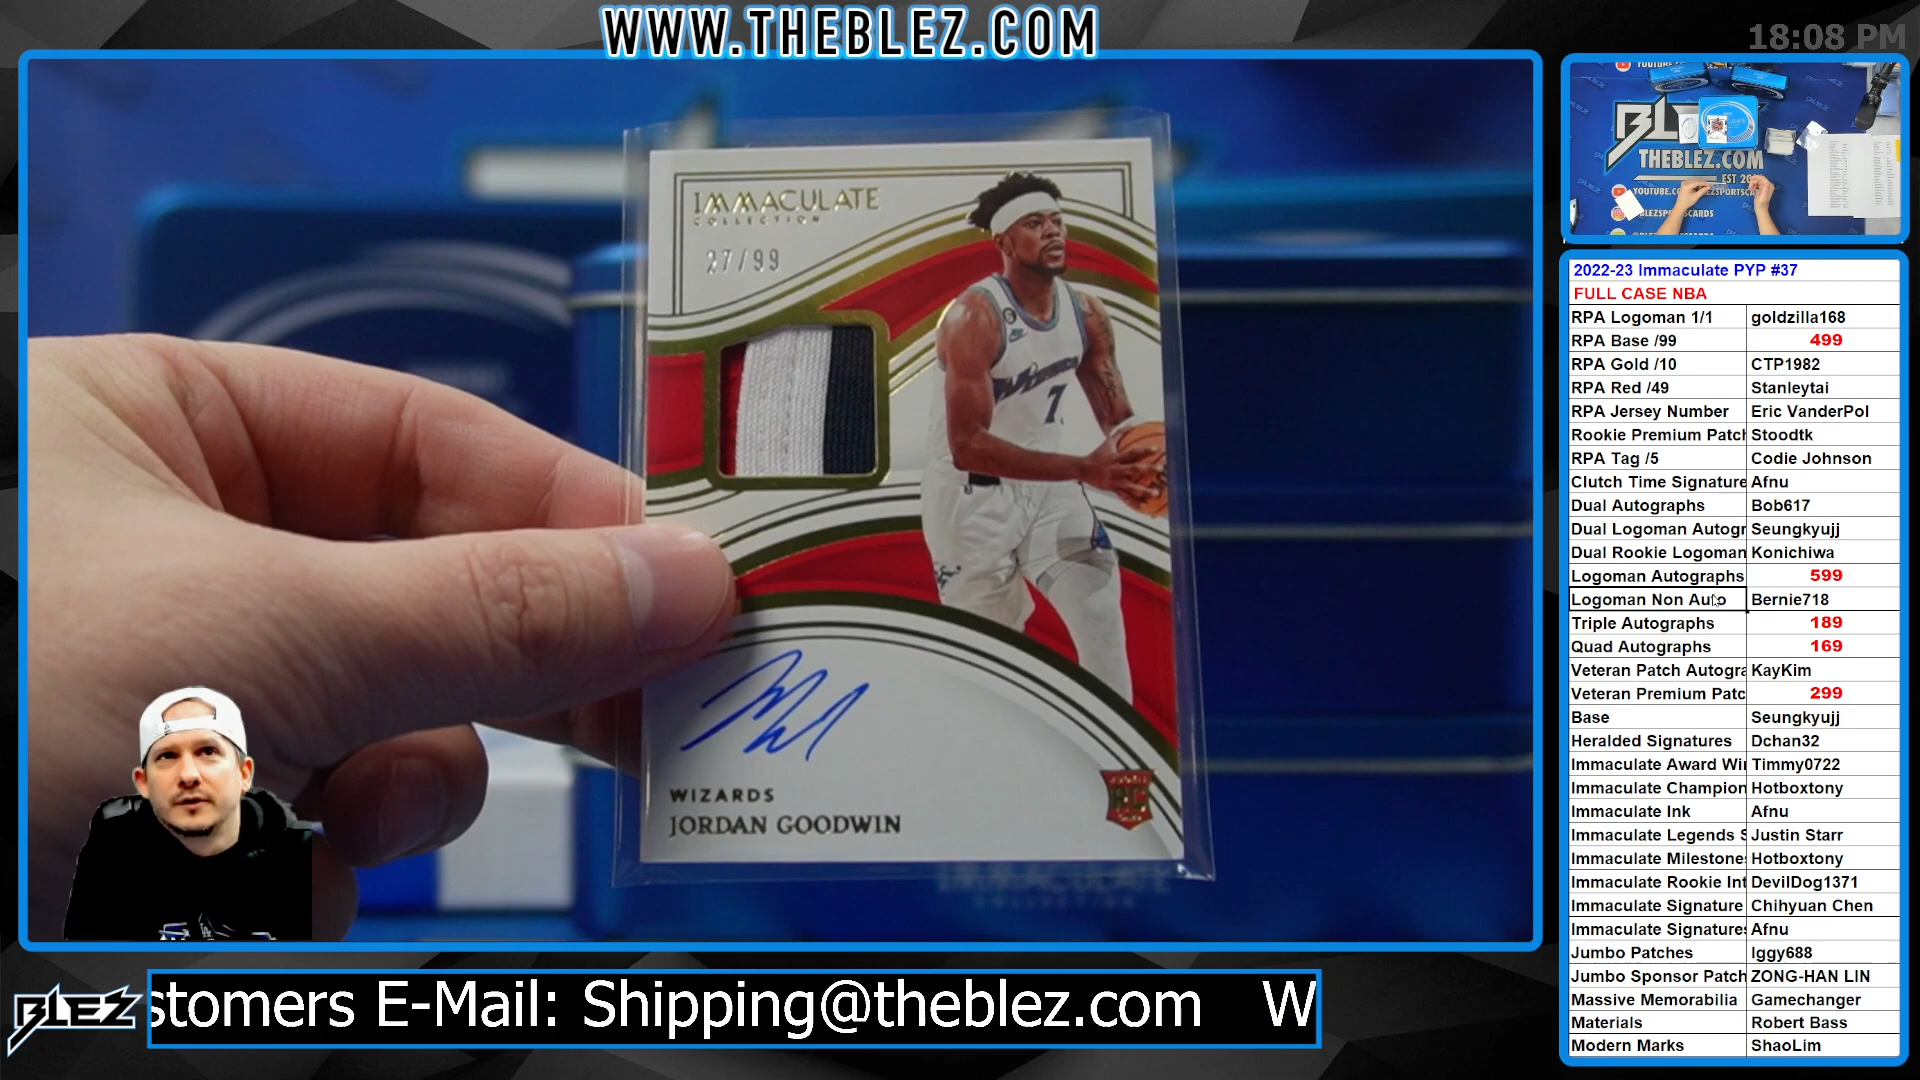 WWW.THEBLEZ.COM
18:08 PM
IMMACULATE
COLLECTION
27/99
7
WIZARDS
JORDAN GOODWIN
RC
BLEZ
stomers E-Mail: Shipping@theblez.com W
BL
THEBLEZ.COM
2022-23 Immaculate PYP #37
FULL CASE NBA
RPA Logoman 1/1 goldzilla168
RPA Base /99 499
RPA Gold /10 CTP1982
RPA Red /49 Stanleytai
RPA Jersey Number Eric VanderPol
Rookie Premium Patch Stoodtk
RPA Tag /5 Codie Johnson
Clutch Time Signature Afnu
Dual Autographs Bob617
Dual Logoman Autogr Seungkyujj
Dual Rookie Logoman Konichiwa
Logoman Autographs 599
Logoman Non Auto Bernie718
Triple Autographs 189
Quad Autographs 169
Veteran Patch Autogra KayKim
Veteran Premium Patc 299
Base Seungkyujj
Heralded Signatures Dchan32
Immaculate Award Wi Timmy0722
Immaculate Champion Hotboxtony
Immaculate Ink Afnu
Immaculate Legends S Justin Starr
Immaculate Milestone Hotboxtony
Immaculate Rookie Int DevilDog1371
Immaculate Signature Chihyuan Chen
Immaculate Signatures Afnu
Jumbo Patches Iggy688
Jumbo Sponsor Patch ZONG-HAN LIN
Massive Memorabilia Gamechanger
Materials Robert Bass
Modern Marks ShaoLim